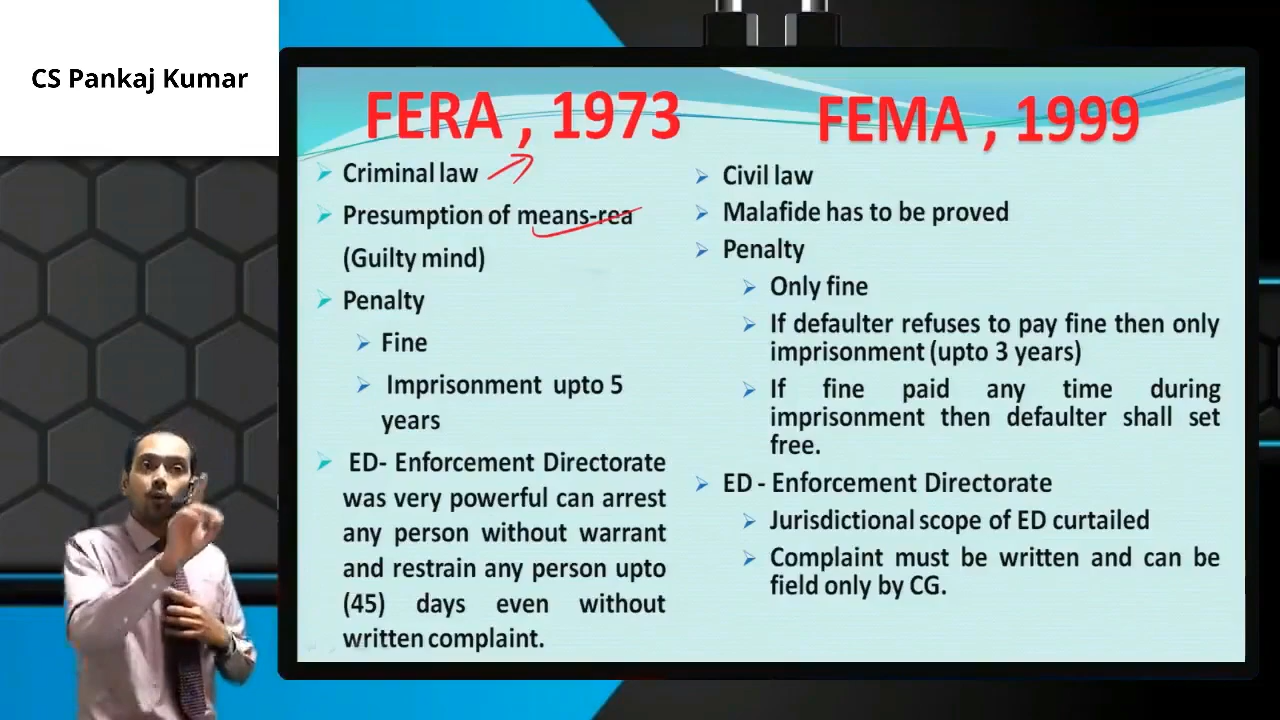 CS Pankaj Kumar
FERA , 1973
Criminal law
Presumption of means-rea
(Guilty mind)
Penalty
Fine
Imprisonment upto 5
years
ED- Enforcement Directorate
was very powerful can arrest
any person without warrant
and restrain any person upto
(45) days even without
written complaint.
FEMA , 1999
Civil law
Malafide has to be proved
Penalty
Only fine
If defaulter refuses to pay fine then only
imprisonment (upto 3 years)
If fine paid any time during
imprisonment then defaulter shall set
free.
ED - Enforcement Directorate
Jurisdictional scope of ED curtailed
Complaint must be written and can be
field only by CG.